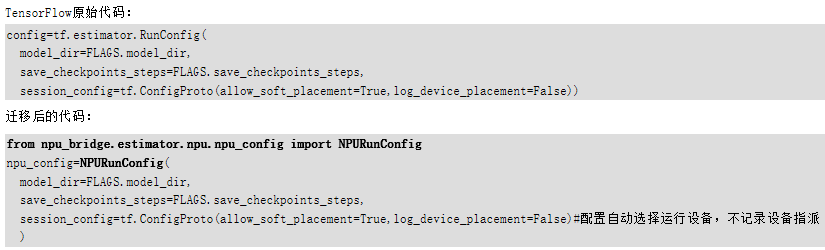 TensorFlow原始代码：
config=tf.estimator.RunConfig(
  model_dir=FLAGS.model_dir,
  save_checkpoints_steps=FLAGS.save_checkpoints_steps,
  session_config=tf.ConfigProto(allow_soft_placement=True,log_device_placement=False))
迁移后的代码：
from npu_bridge.estimator.npu.npu_config import NPURunConfig
npu_config=NPURunConfig(
  model_dir=FLAGS.model_dir,
  save_checkpoints_steps=FLAGS.save_checkpoints_steps,
  session_config=tf.ConfigProto(allow_soft_placement=True,log_device_placement=False)#配置自动选择运行设备，不记录设备指派
  )